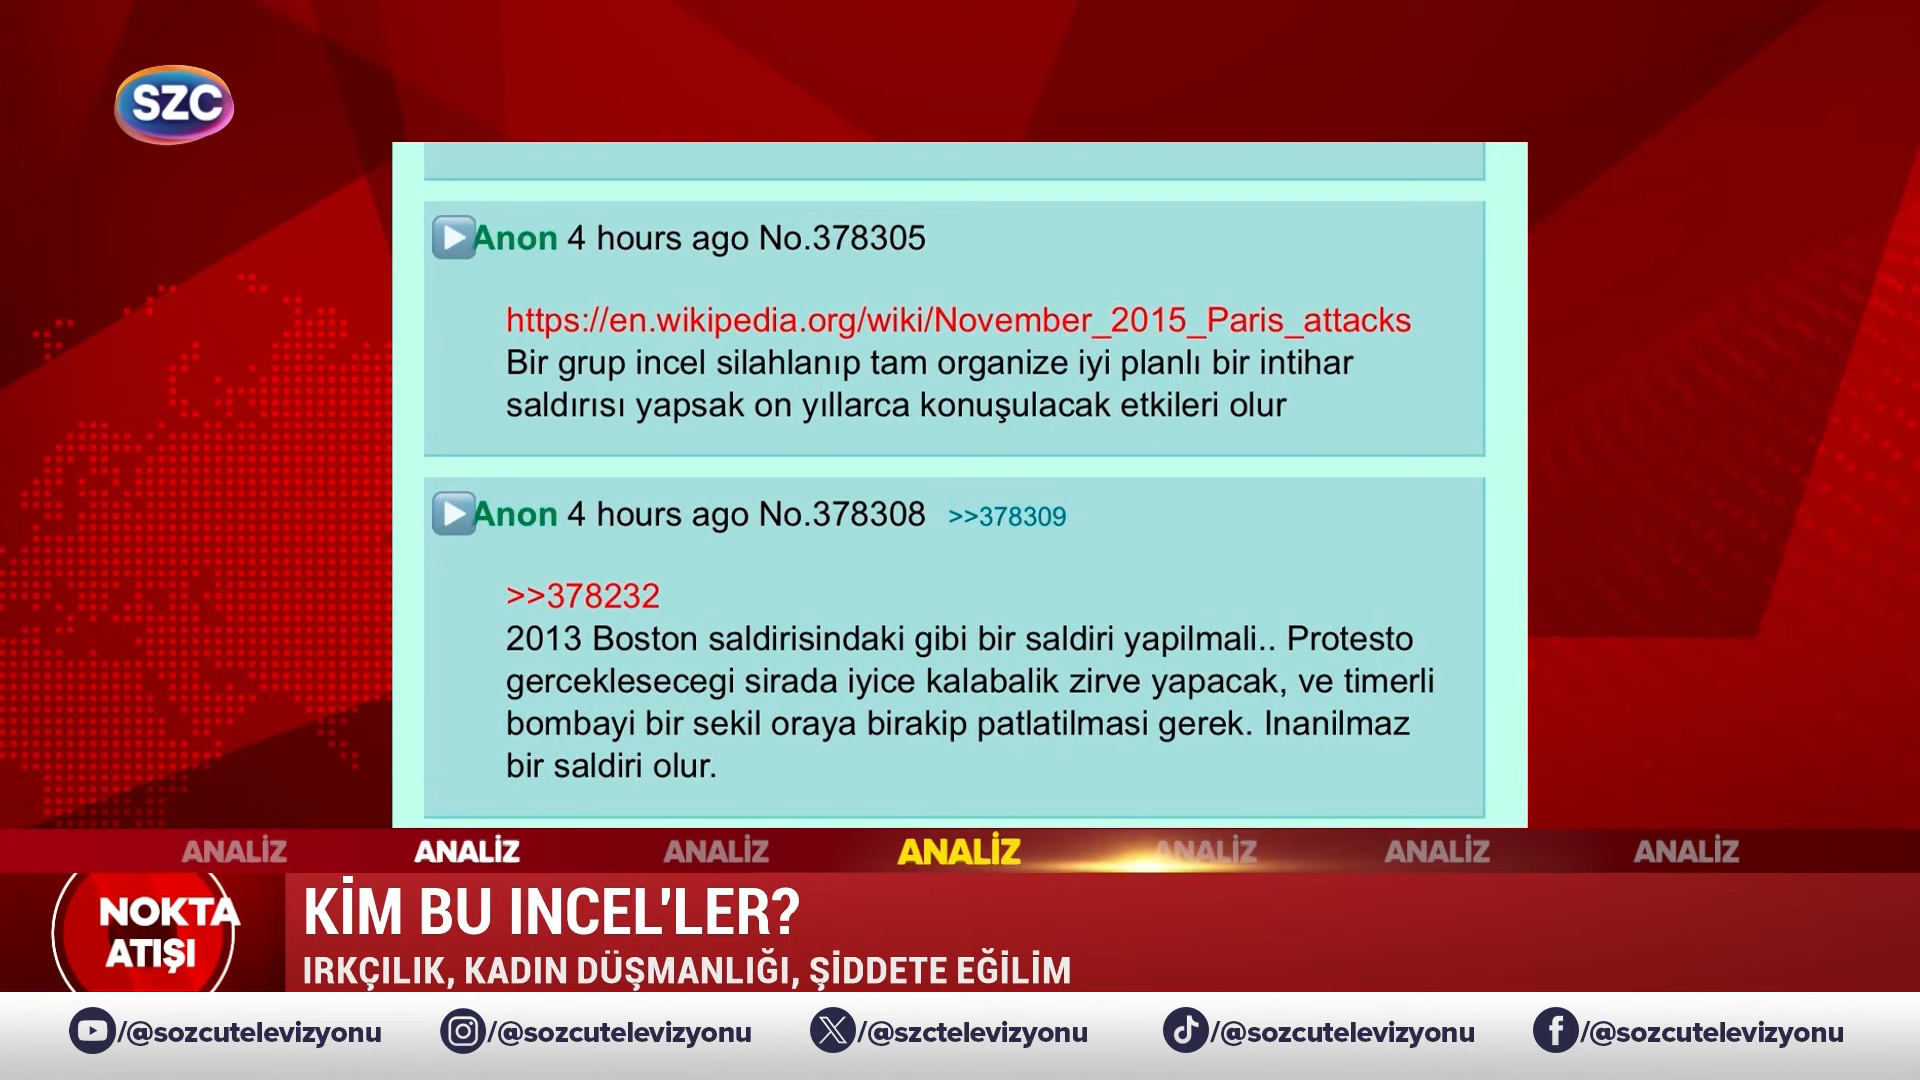 SZC
Anon 4 hours ago No.378305
https://en.wikipedia.org/wiki/November_2015_Paris_attacks
Bir grup incel silahlanıp tam organize iyi planlı bir intihar
saldırısı yapsak on yıllarca konuşulacak etkileri olur
Anon 4 hours ago No.378308 >>378309
>>378232
2013 Boston saldirisindaki gibi bir saldiri yapilmali.. Protesto
gerceklesecegi sirada iyice kalabalik zirve yapacak, ve timerli
bombayi bir sekil oraya birakip patlatilmasi gerek. Inanilmaz
bir saldiri olur.
ANALİZ ANALİZ ANALİZ ANALİZ ANALİZ ANALİZ ANALİZ
NOKTA
ATIŞI
KİM BU INCEL'LER?
IRKÇILIK, KADIN DÜŞMANLIĞI, ŞİDDETE EĞİLİM
/@sozcutelevizyonu /@sozcutelevizyonu /@szctelevizyonu /@sozcutelevizyonu /@sozcutelevizyonu